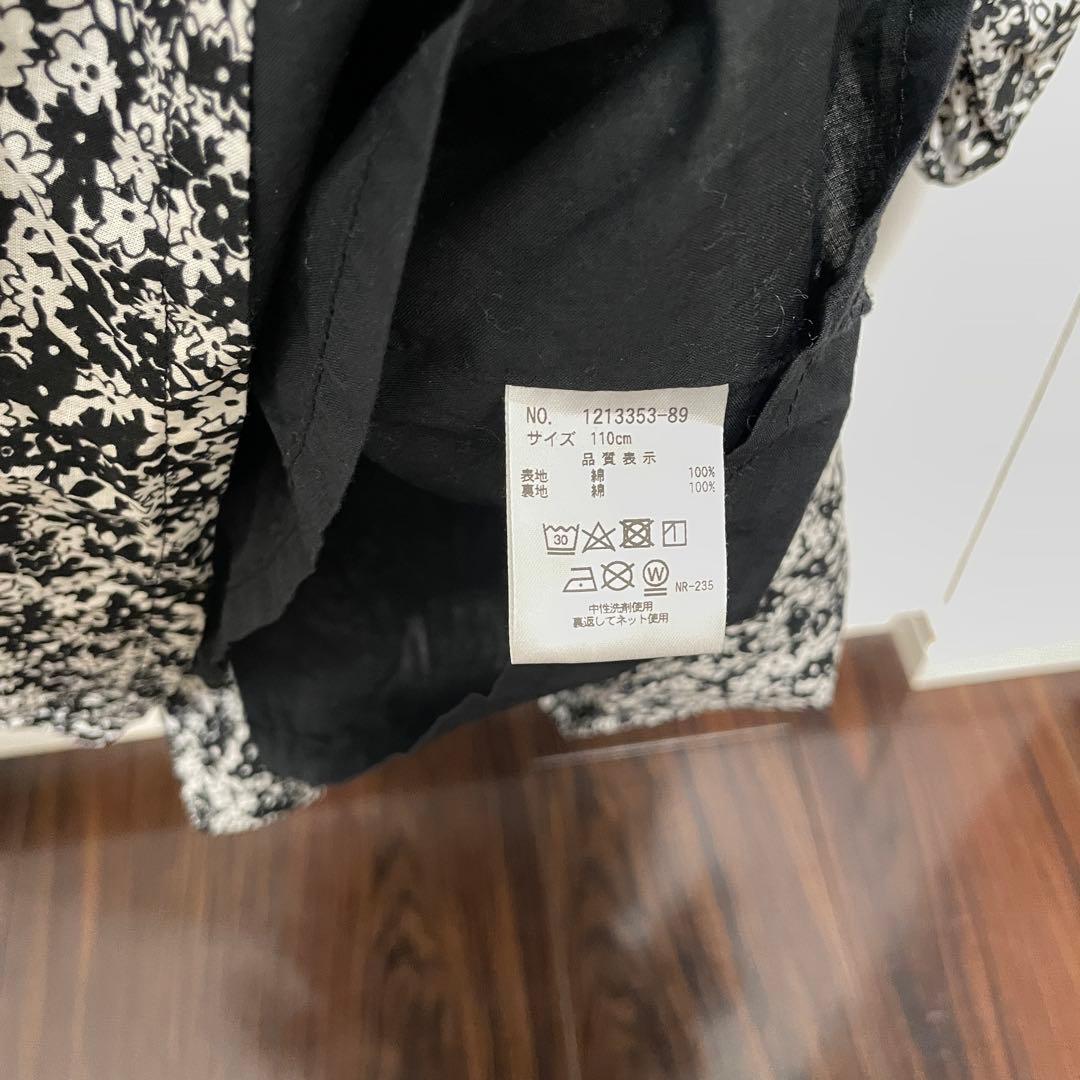 NO. 1213353-89
サイズ 110cm
品質表示
表地 綿 100%
裏地 綿 100%
30
W NR-235
中性洗剤使用
裏返してネット使用